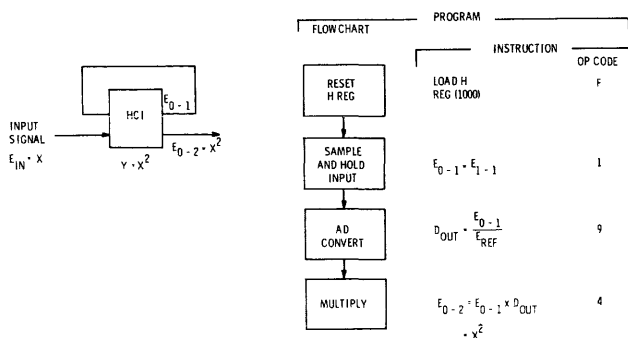 INPUT
SIGNAL
E_IN = X
HCI
E_0-1
E_0-2 = X²
Y = X²
PROGRAM
FLOW CHART
INSTRUCTION
OP CODE
RESET
H REG
LOAD H
REG (1000)
F
SAMPLE
AND HOLD
INPUT
E_0-1 = E_1-1
1
AD
CONVERT
D_OUT = E_0-1 / E_REF
9
MULTIPLY
E_0-2 = E_0-1 x D_OUT
4
= X²